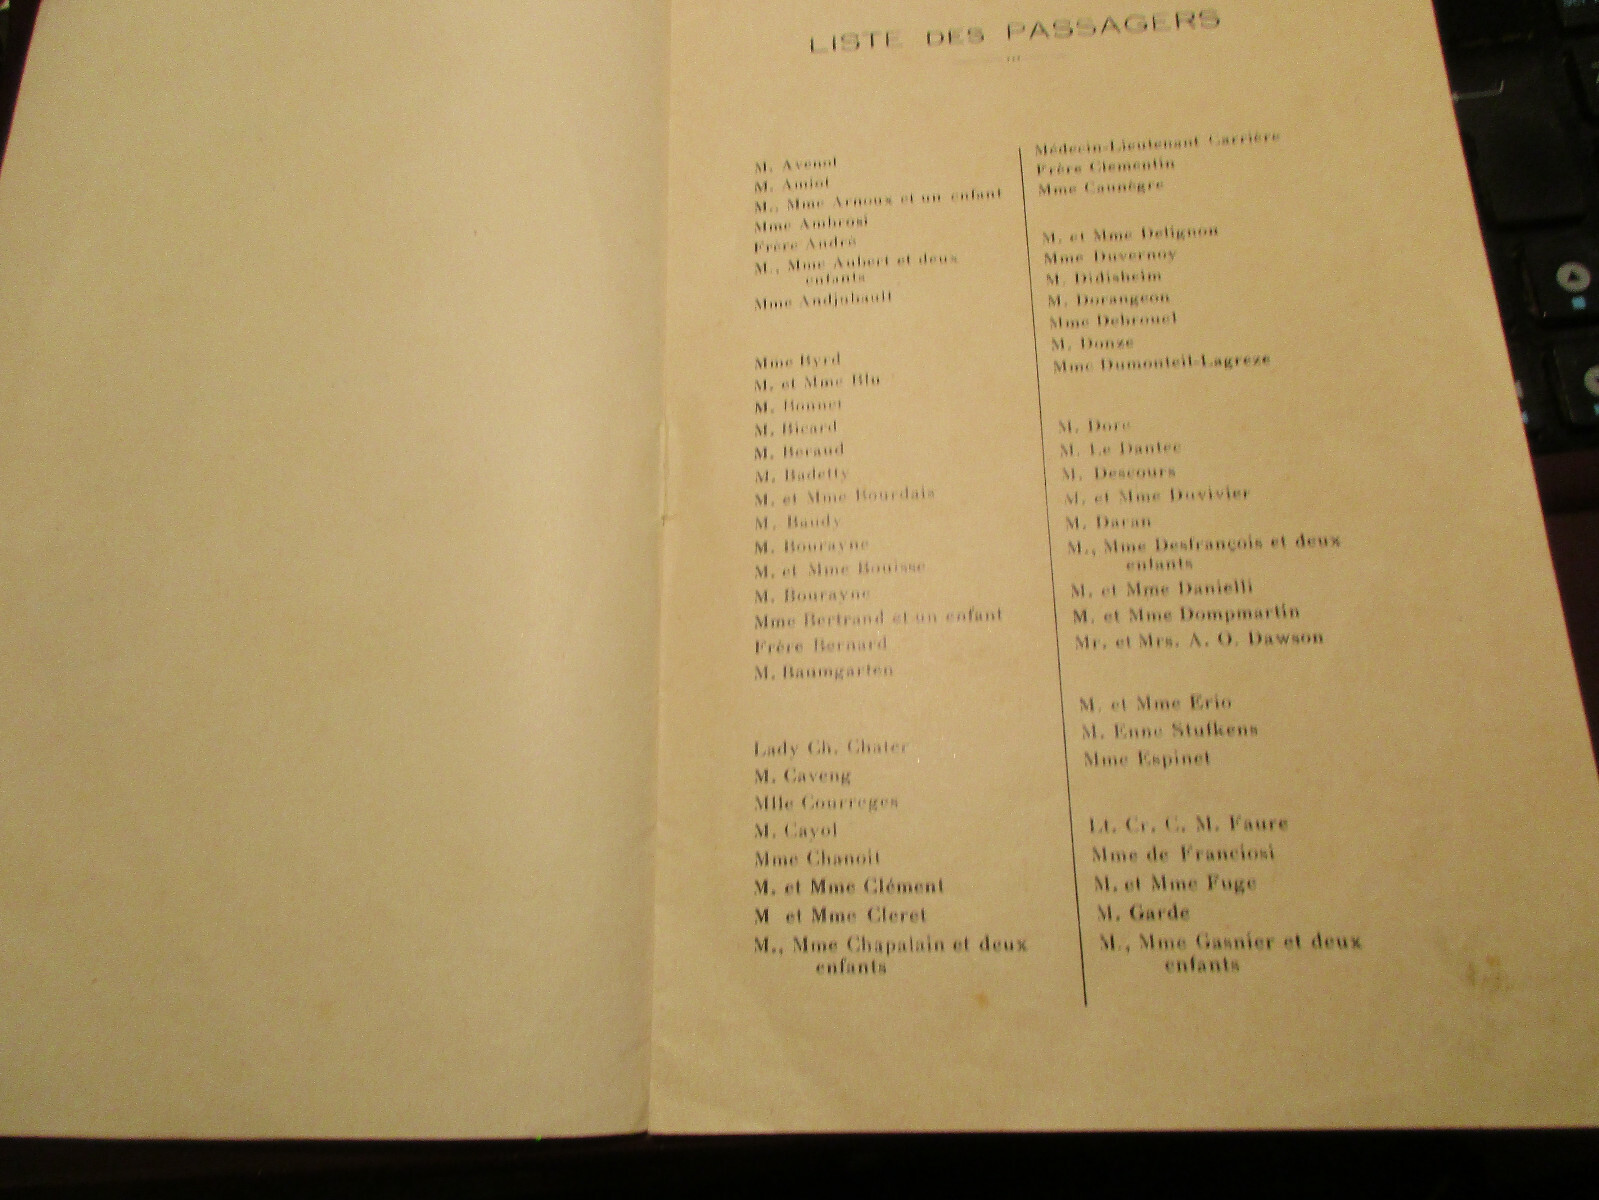 LISTE DES PASSAGERS
M. Avenol
M. Amiot
M., Mme Arnoux et un enfant
Mme Ambrosi
Frère André
M., Mme Aubert et deux
enfants
Mme Andjubault
Mme Byrd
M. et Mme Blu
M. Bonnet
M. Bicard
M. Beraud
M. Badetty
M. et Mme Bourdais
M. Baudy
M. Bourayne
M. et Mme Bouisse
M. Bourayne
Mme Bertrand et un enfant
Frère Bernard
M. Baumgarten
Lady Ch. Chater
M. Caveng
Mlle Courreges
M. Cayol
Mme Chanoit
M. et Mme Clément
M et Mme Cleret
M., Mme Chapalain et deux
enfants
Médecin-Lieutenant Carrière
Frère Clementin
Mme Caunègre
M. et Mme Delignon
Mme Duvernoy
M. Didisheim
M. Dorangeon
Mme Debrouel
M. Donze
Mme Dumonteil-Lagreze
M. Dore
M. Le Dantec
M. Descours
M. et Mme Duvivier
M. Daran
M., Mme Desfrançois et deux
enfants
M. et Mme Danielli
M. et Mme Dompmartin
Mr. et Mrs. A. O. Dawson
M. et Mme Erio
M. Enne Stufkens
Mme Espinet
Lt. Cr. C. M. Faure
Mme de Franciosi
M. et Mme Fuge
M. Garde
M., Mme Gasnier et deux
enfants